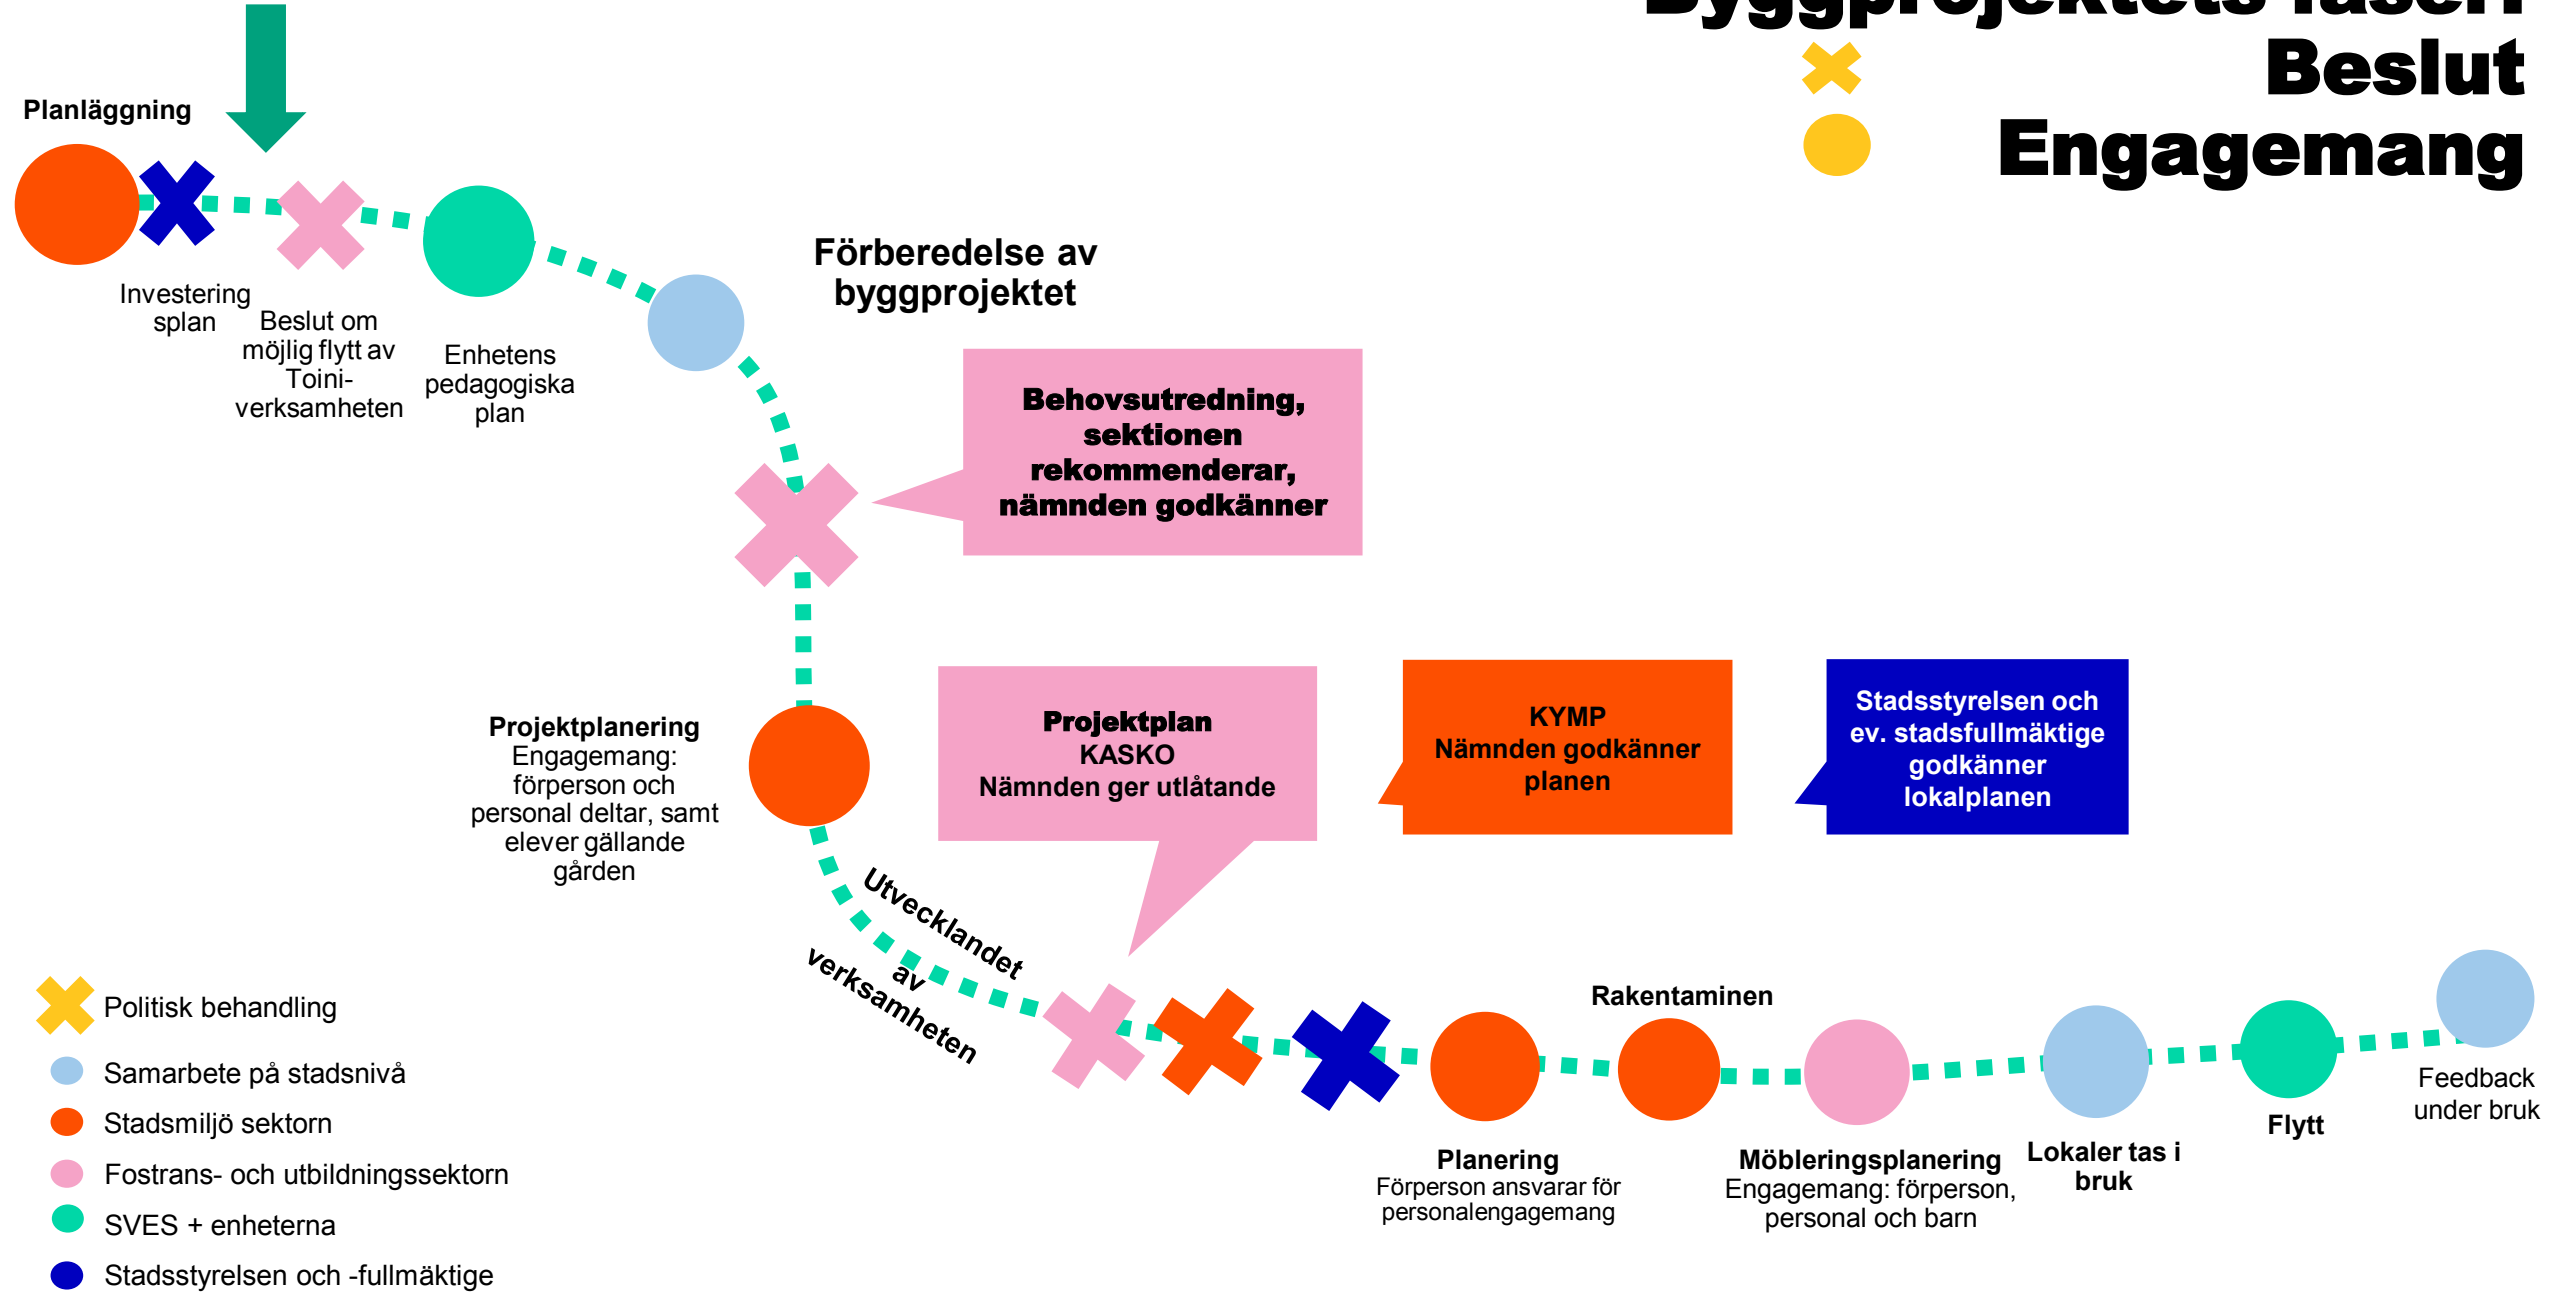 Byggprojektets faser:
Beslut
Engagemang
Planläggning
Investering
splan
Beslut om
möjlig flytt av
Toini-
verksamheten
Enhetens
pedagogiska
plan
Förberedelse av
byggprojektet
Behovsutredning,
sektionen
rekommenderar,
nämnden godkänner
Projektplanering
Engagemang:
förperson och
personal deltar, samt
elever gällande
gården
Projektplan
KASKO
Nämnden ger utlåtande
KYMP
Nämnden godkänner
planen
Stadsstyrelsen och
ev. stadsfullmäktige
godkänner
lokalplanen
Utvecklandet
av
verksamheten
Planering
Förperson ansvarar för
personalengagemang
Rakentaminen
Möbleringsplanering
Engagemang: förperson,
personal och barn
Lokaler tas i
bruk
Flytt
Feedback
under bruk
Politisk behandling
Samarbete på stadsnivå
Stadsmiljö sektorn
Fostrans- och utbildningssektorn
SVES + enheterna
Stadsstyrelsen och -fullmäktige